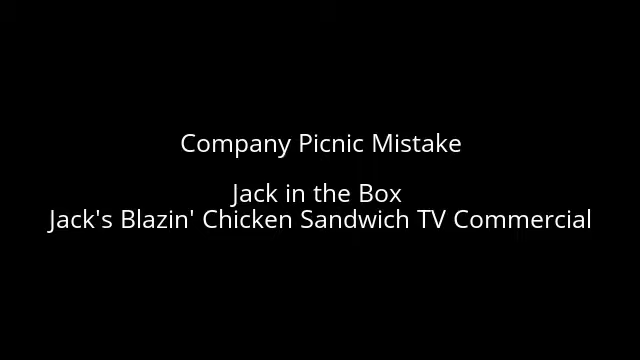 Company Picnic Mistake
Jack in the Box
Jack's Blazin' Chicken Sandwich TV Commercial